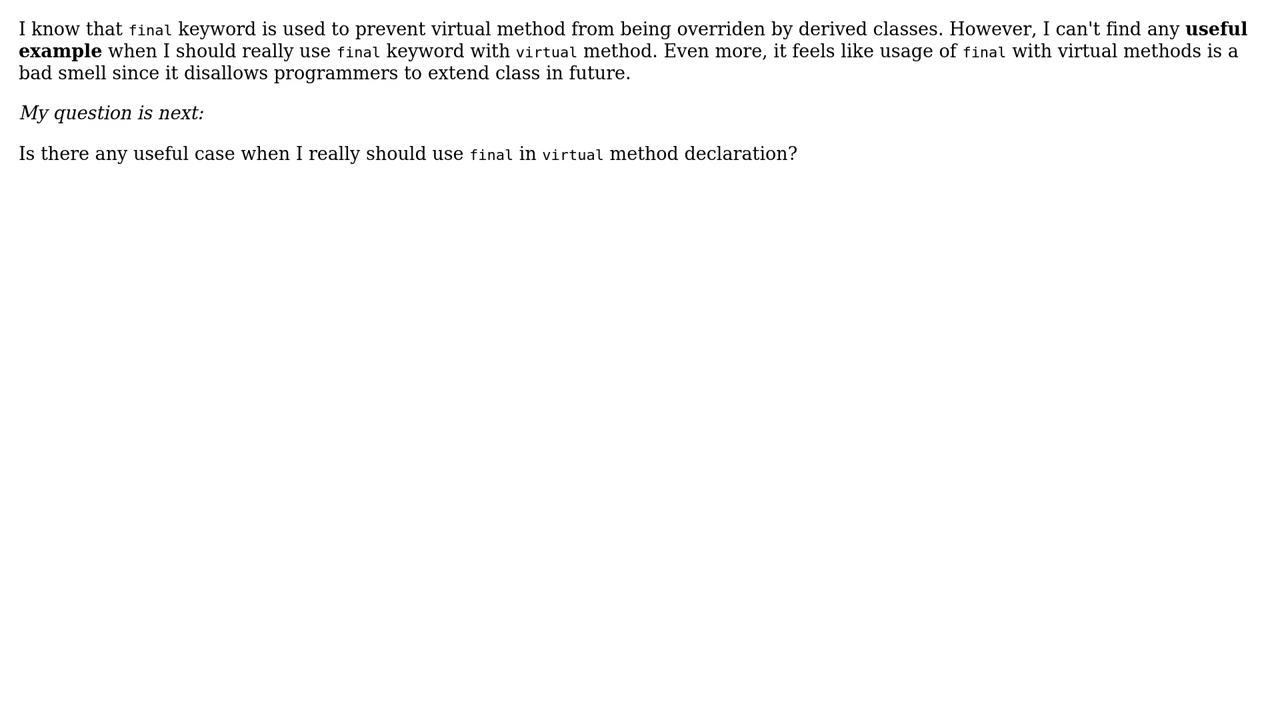 I know that final keyword is used to prevent virtual method from being overriden by derived classes. However, I can't find any useful
example when I should really use final keyword with virtual method. Even more, it feels like usage of final with virtual methods is a
bad smell since it disallows programmers to extend class in future.
My question is next:
Is there any useful case when I really should use final in virtual method declaration?